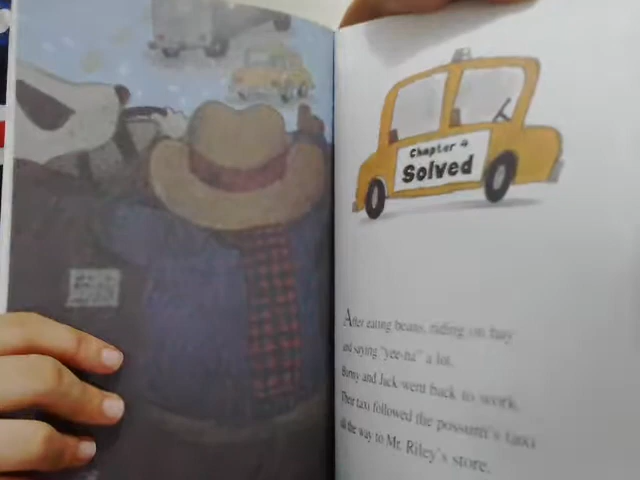 Chapter 4
Solved
After eating beans, riding on hay
and saying "yee-ha" a lot,
Bunny and Jack went back to work.
Their taxi followed the possum's taxi
all the way to Mr. Riley's store.